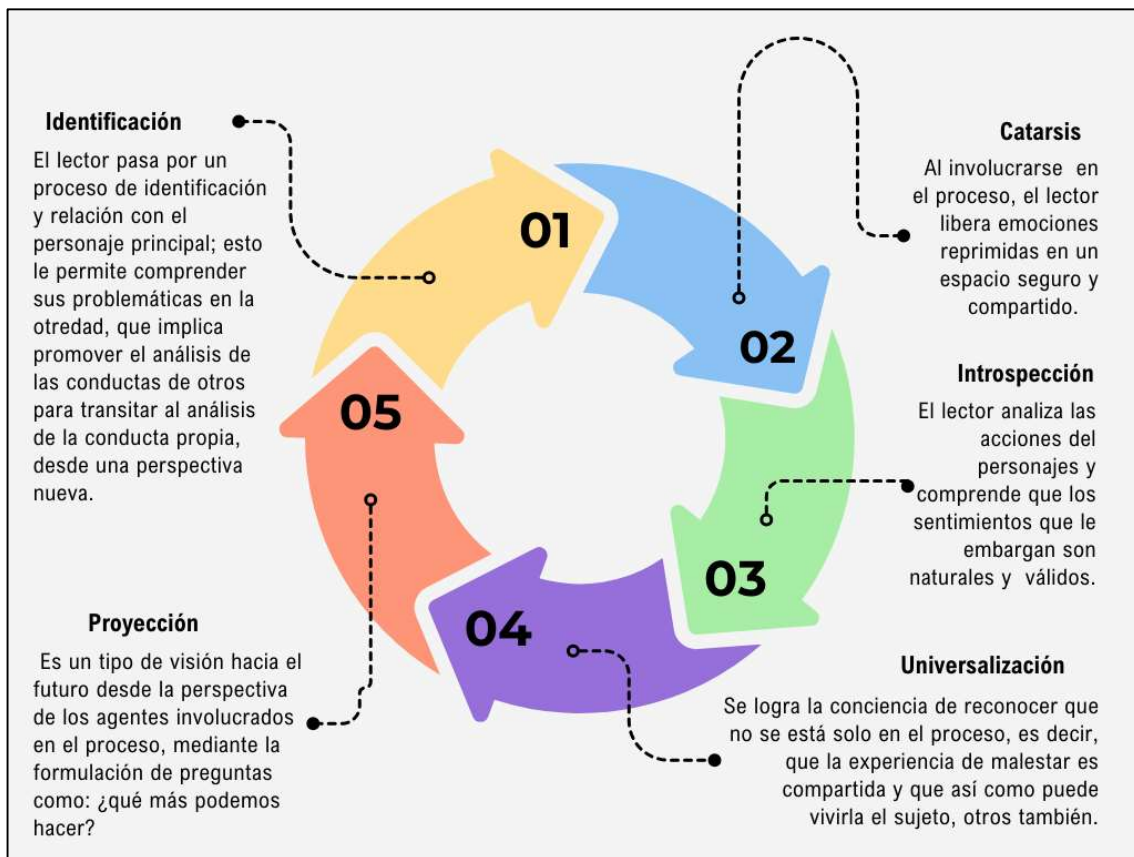 Identificación
El lector pasa por un
proceso de identificación
y relación con el
personaje principal; esto
le permite comprender
sus problemáticas en la
otredad, que implica
promover el análisis de
las conductas de otros
para transitar al análisis
de la conducta propia,
desde una perspectiva
nueva.
01
Catarsis
Al involucrarse en
el proceso, el lector
libera emociones
reprimidas en un
espacio seguro y
compartido.
02
Introspección
El lector analiza las
acciones del
personajes y
comprende que los
sentimientos que le
embargan son
naturales y válidos.
03
Universalización
Se logra la conciencia de reconocer que
no se está solo en el proceso, es decir,
que la experiencia de malestar es
compartida y que así como puede
vivirla el sujeto, otros también.
04
Proyección
Es un tipo de visión hacia el
futuro desde la perspectiva
de los agentes involucrados
en el proceso, mediante la
formulación de preguntas
como: ¿qué más podemos
hacer?
05